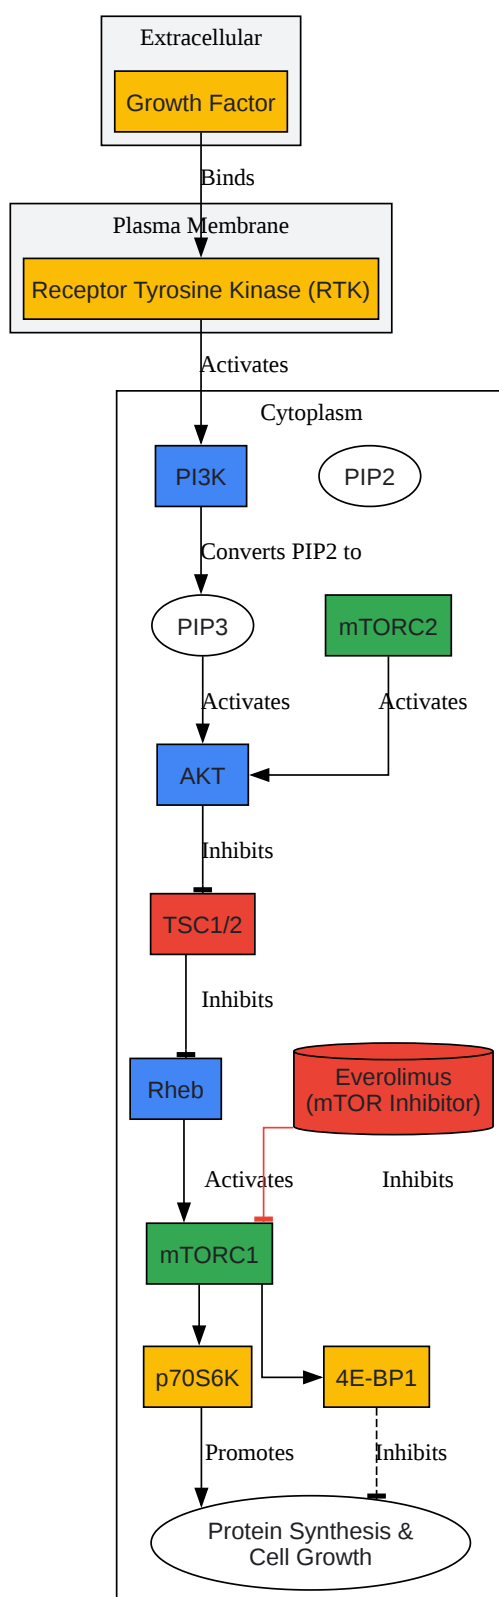 Extracellular
Growth Factor
Binds
Plasma Membrane
Receptor Tyrosine Kinase (RTK)
Activates
Cytoplasm
PI3K
PIP2
Converts PIP2 to
PIP3
mTORC2
Activates
Activates
AKT
Inhibits
TSC1/2
Inhibits
Rheb
Everolimus
(mTOR Inhibitor)
Activates
Inhibits
mTORC1
p70S6K
4E-BP1
Promotes
Inhibits
Protein Synthesis &
Cell Growth